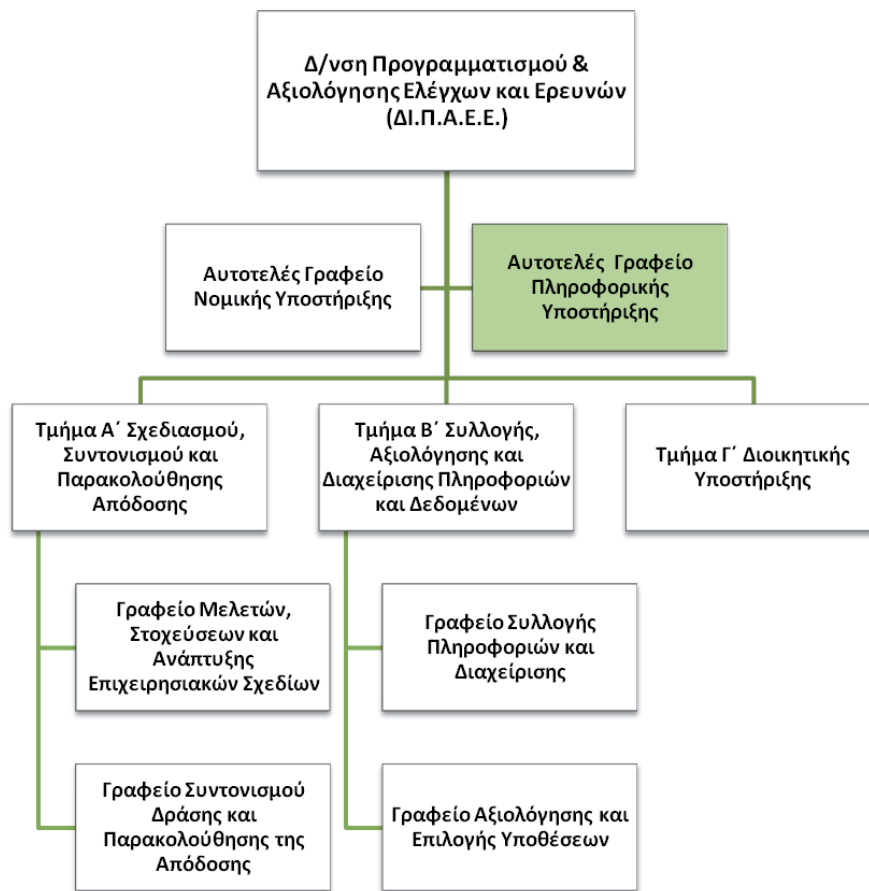 Δ/νση Προγραμματισμού &
Αξιολόγησης Ελέγχων και Ερευνών
(ΔΙ.Π.Α.Ε.Ε.)
Αυτοτελές Γραφείο
Νομικής Υποστήριξης
Αυτοτελές Γραφείο
Πληροφορικής
Υποστήριξης
Τμήμα Α΄ Σχεδιασμού,
Συντονισμού και
Παρακολούθησης
Απόδοσης
Τμήμα Β΄ Συλλογής,
Αξιολόγησης και
Διαχείρισης Πληροφοριών
και Δεδομένων
Τμήμα Γ΄ Διοικητικής
Υποστήριξης
Γραφείο Μελετών,
Στοχεύσεων και
Ανάπτυξης
Επιχειρησιακών Σχεδίων
Γραφείο Συλλογής
Πληροφοριών και
Διαχείρισης
Γραφείο Συντονισμού
Δράσης και
Παρακολούθησης της
Απόδοσης
Γραφείο Αξιολόγησης και
Επιλογής Υποθέσεων